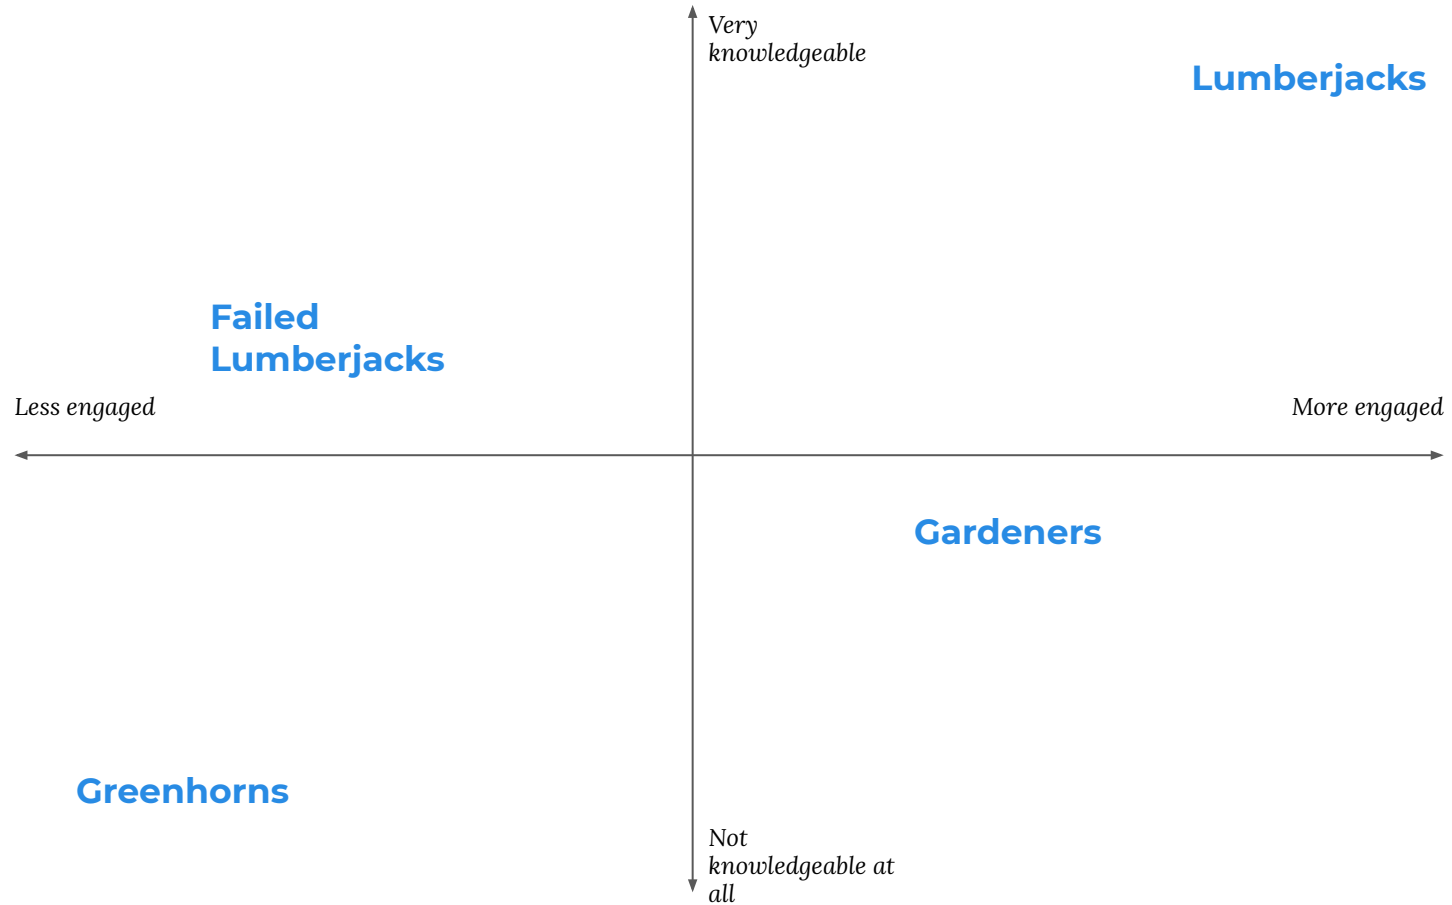 Very
knowledgeable
Lumberjacks
Failed
Lumberjacks
Less engaged
More engaged
Gardeners
Greenhorns
Not
knowledgeable at
all